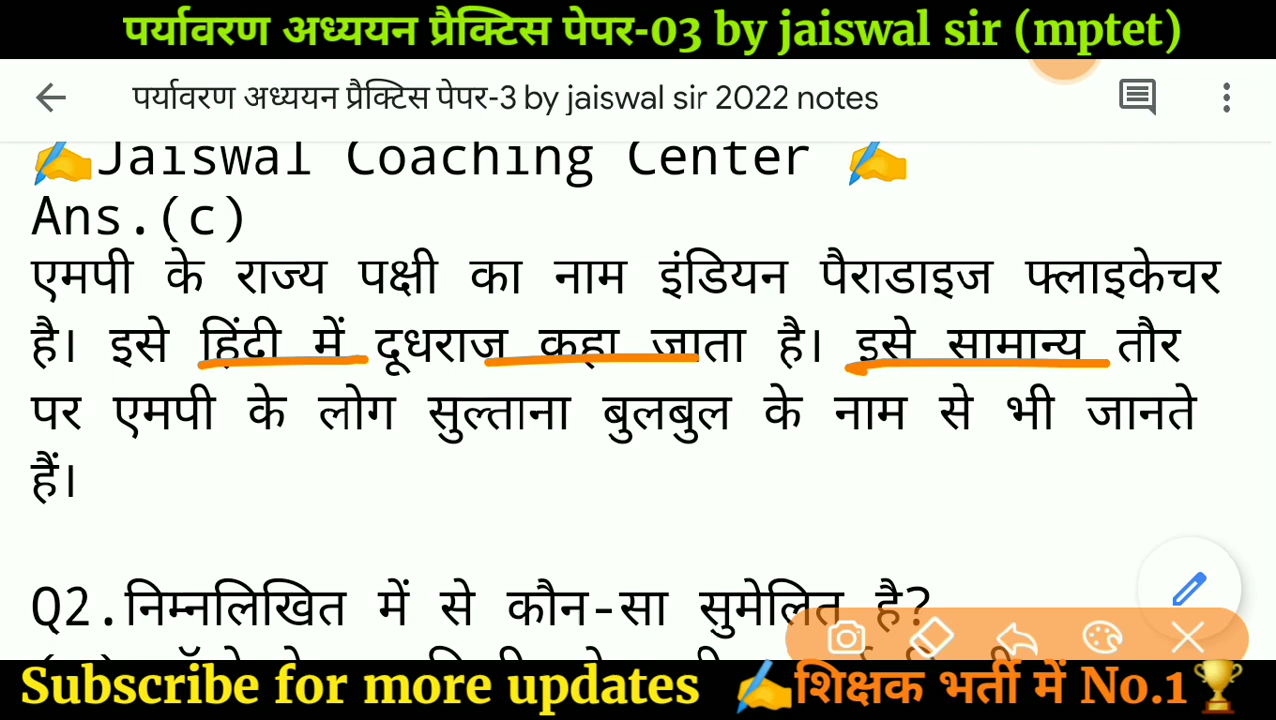 पर्यावरण अध्ययन प्रैक्टिस पेपर-03 by jaiswal sir (mptet)
पर्यावरण अध्ययन प्रैक्टिस पेपर-3 by jaiswal sir 2022 notes
✍️Jaiswal Coaching Center ✍️
Ans.(c)
एमपी के राज्य पक्षी का नाम इंडियन पैराडाइज फ्लाइकेचर
है। इसे हिंदी में दूधराज कहा जाता है। इसे सामान्य तौर
पर एमपी के लोग सुल्ताना बुलबुल के नाम से भी जानते
हैं।
Q2.निम्नलिखित में से कौन-सा सुमेलित है?
Subscribe for more updates ✍️शिक्षक भर्ती में No.1🏆